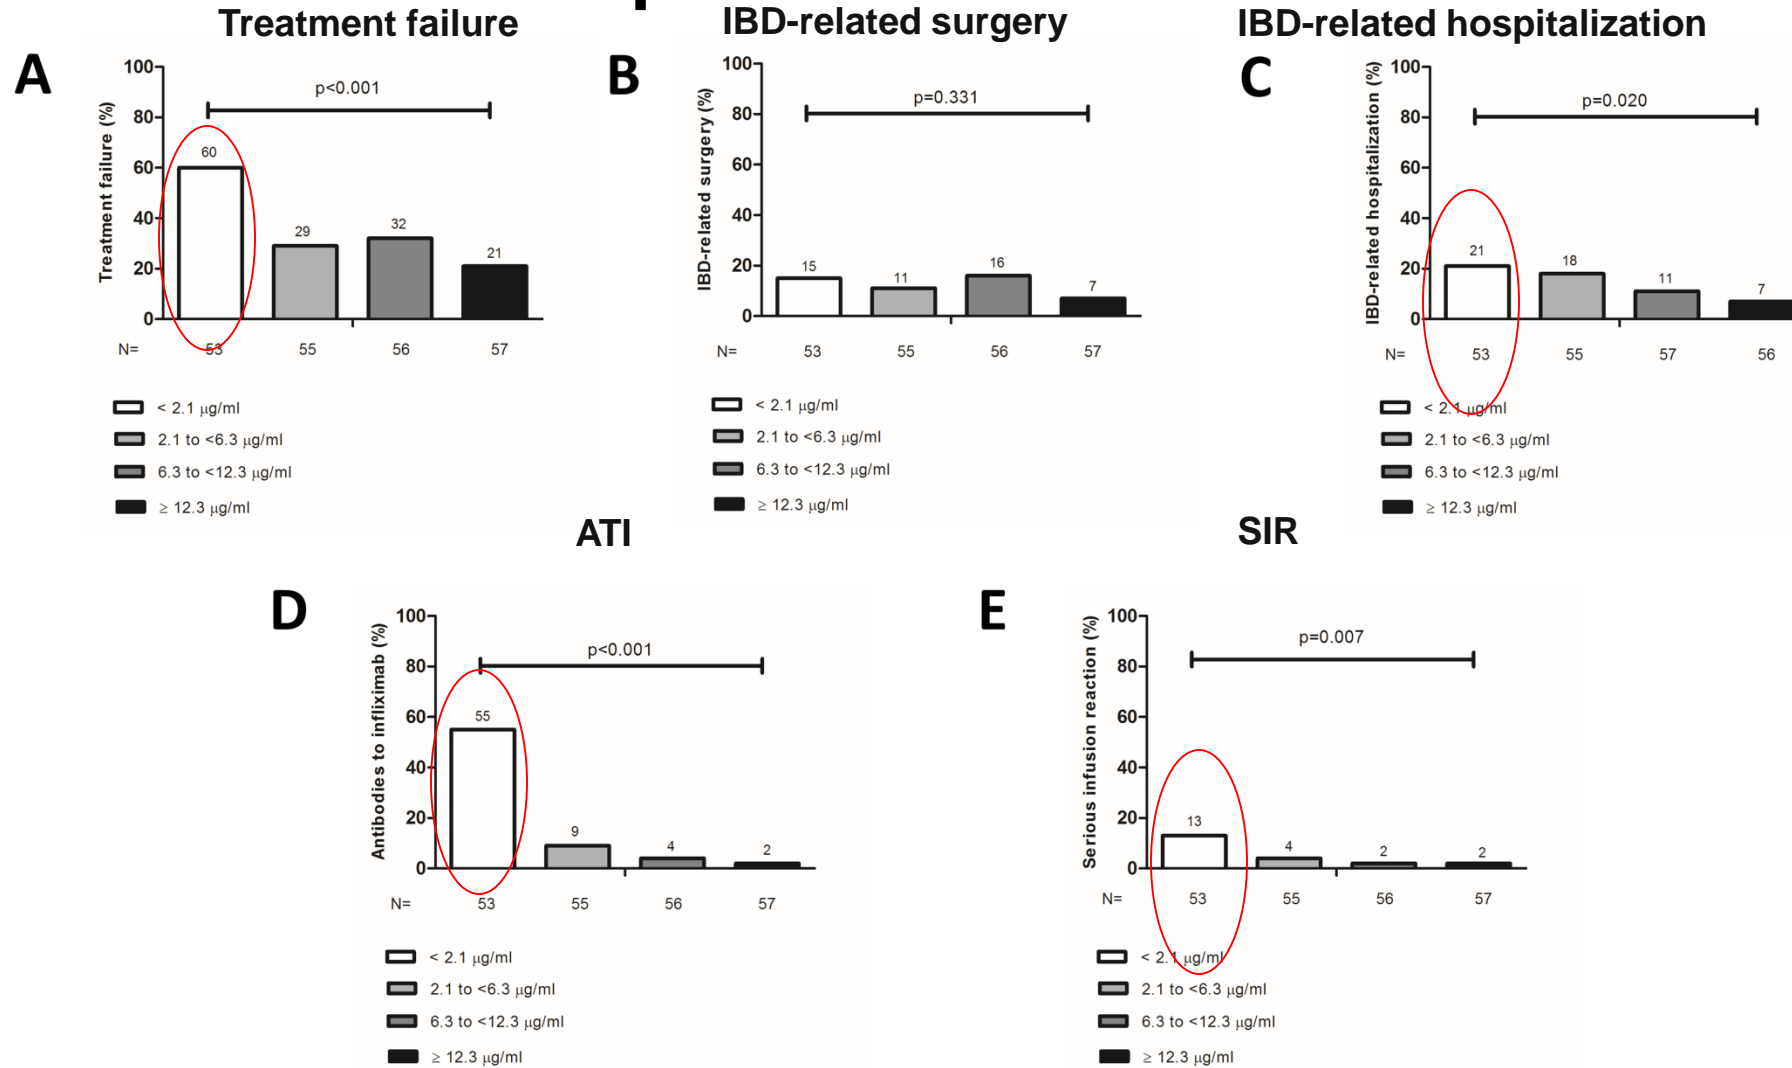 Treatment failure
IBD-related surgery
IBD-related hospitalization
A
Treatment failure (%)
100
80
60
40
20
0
p<0.001
60
29
32
21
N= 53 55 56 57
< 2.1 μg/ml
2.1 to <6.3 μg/ml
6.3 to <12.3 μg/ml
≥ 12.3 μg/ml
B
IBD-related surgery (%)
100
80
60
40
20
0
p=0.331
15
11
16
7
N= 53 55 56 57
< 2.1 μg/ml
2.1 to <6.3 μg/ml
6.3 to <12.3 μg/ml
≥ 12.3 μg/ml
C
IBD-related hospitalization (%)
100
80
60
40
20
0
p=0.020
21
18
11
7
N= 53 55 57 56
< 2.1 μg/ml
2.1 to <6.3 μg/ml
6.3 to <12.3 μg/ml
≥ 12.3 μg/ml
ATI
SIR
D
Antibodies to infliximab (%)
100
80
60
40
20
0
p<0.001
55
9
4
2
N= 53 55 56 57
< 2.1 μg/ml
2.1 to <6.3 μg/ml
6.3 to <12.3 μg/ml
≥ 12.3 μg/ml
E
Serious infusion reaction (%)
100
80
60
40
20
0
p=0.007
13
4
2
2
N= 53 55 56 57
< 2.1 μg/ml
2.1 to <6.3 μg/ml
6.3 to <12.3 μg/ml
≥ 12.3 μg/ml